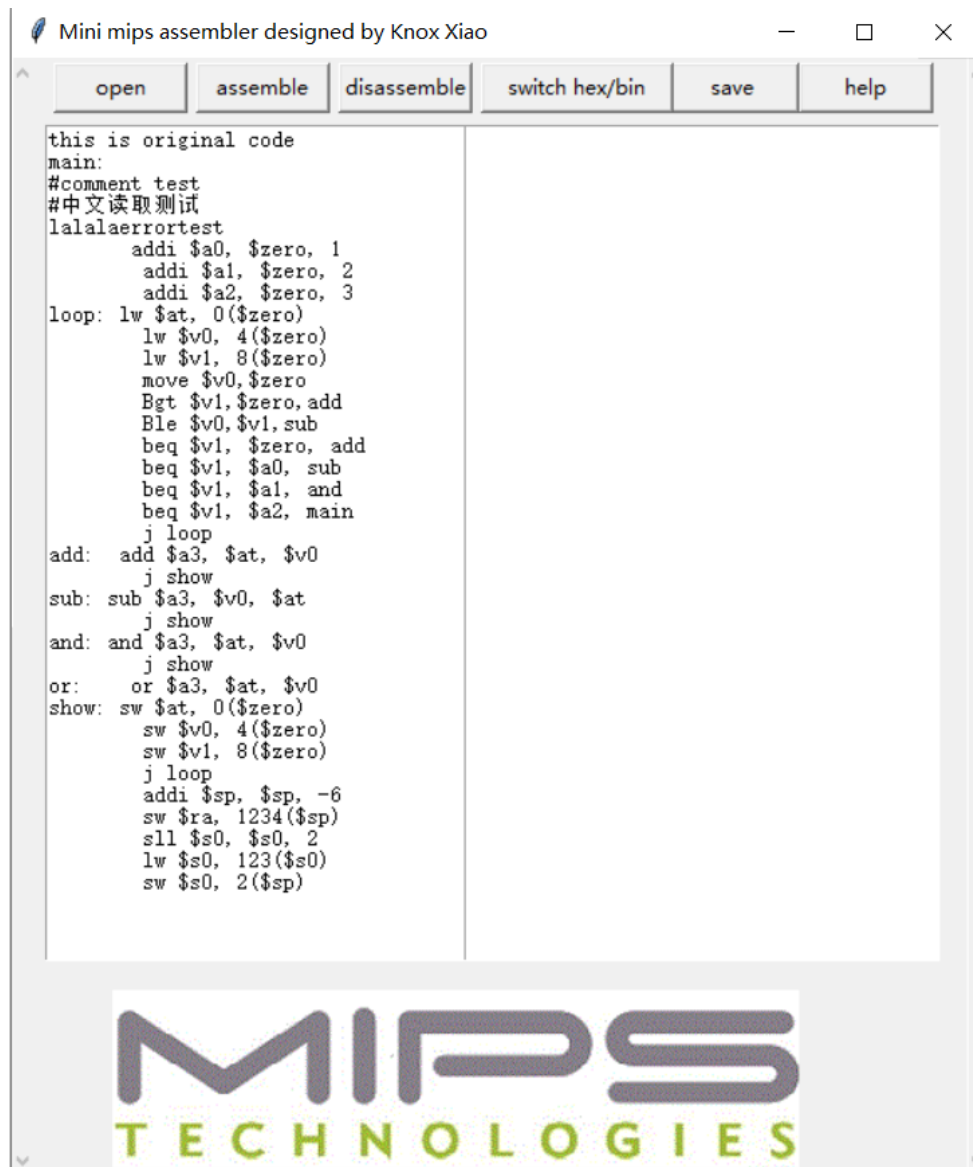 Mini mips assembler designed by Knox Xiao
open assemble disassemble switch hex/bin save help
this is original code
main:
#comment test
#中文读取测试
lalalaerrortest
addi $a0, $zero, 1
addi $a1, $zero, 2
addi $a2, $zero, 3
loop: lw $at, 0($zero)
lw $v0, 4($zero)
lw $v1, 8($zero)
move $v0,$zero
Bgt $v1,$zero,add
Ble $v0,$v1,sub
beq $v1, $zero, add
beq $v1, $a0, sub
beq $v1, $a1, and
beq $v1, $a2, main
j loop
add: add $a3, $at, $v0
j show
sub: sub $a3, $v0, $at
j show
and: and $a3, $at, $v0
j show
or: or $a3, $at, $v0
show: sw $at, 0($zero)
sw $v0, 4($zero)
sw $v1, 8($zero)
j loop
addi $sp, $sp, -6
sw $ra, 1234($sp)
sll $s0, $s0, 2
lw $s0, 123($s0)
sw $s0, 2($sp)
MIPS
TECHNOLOGIES